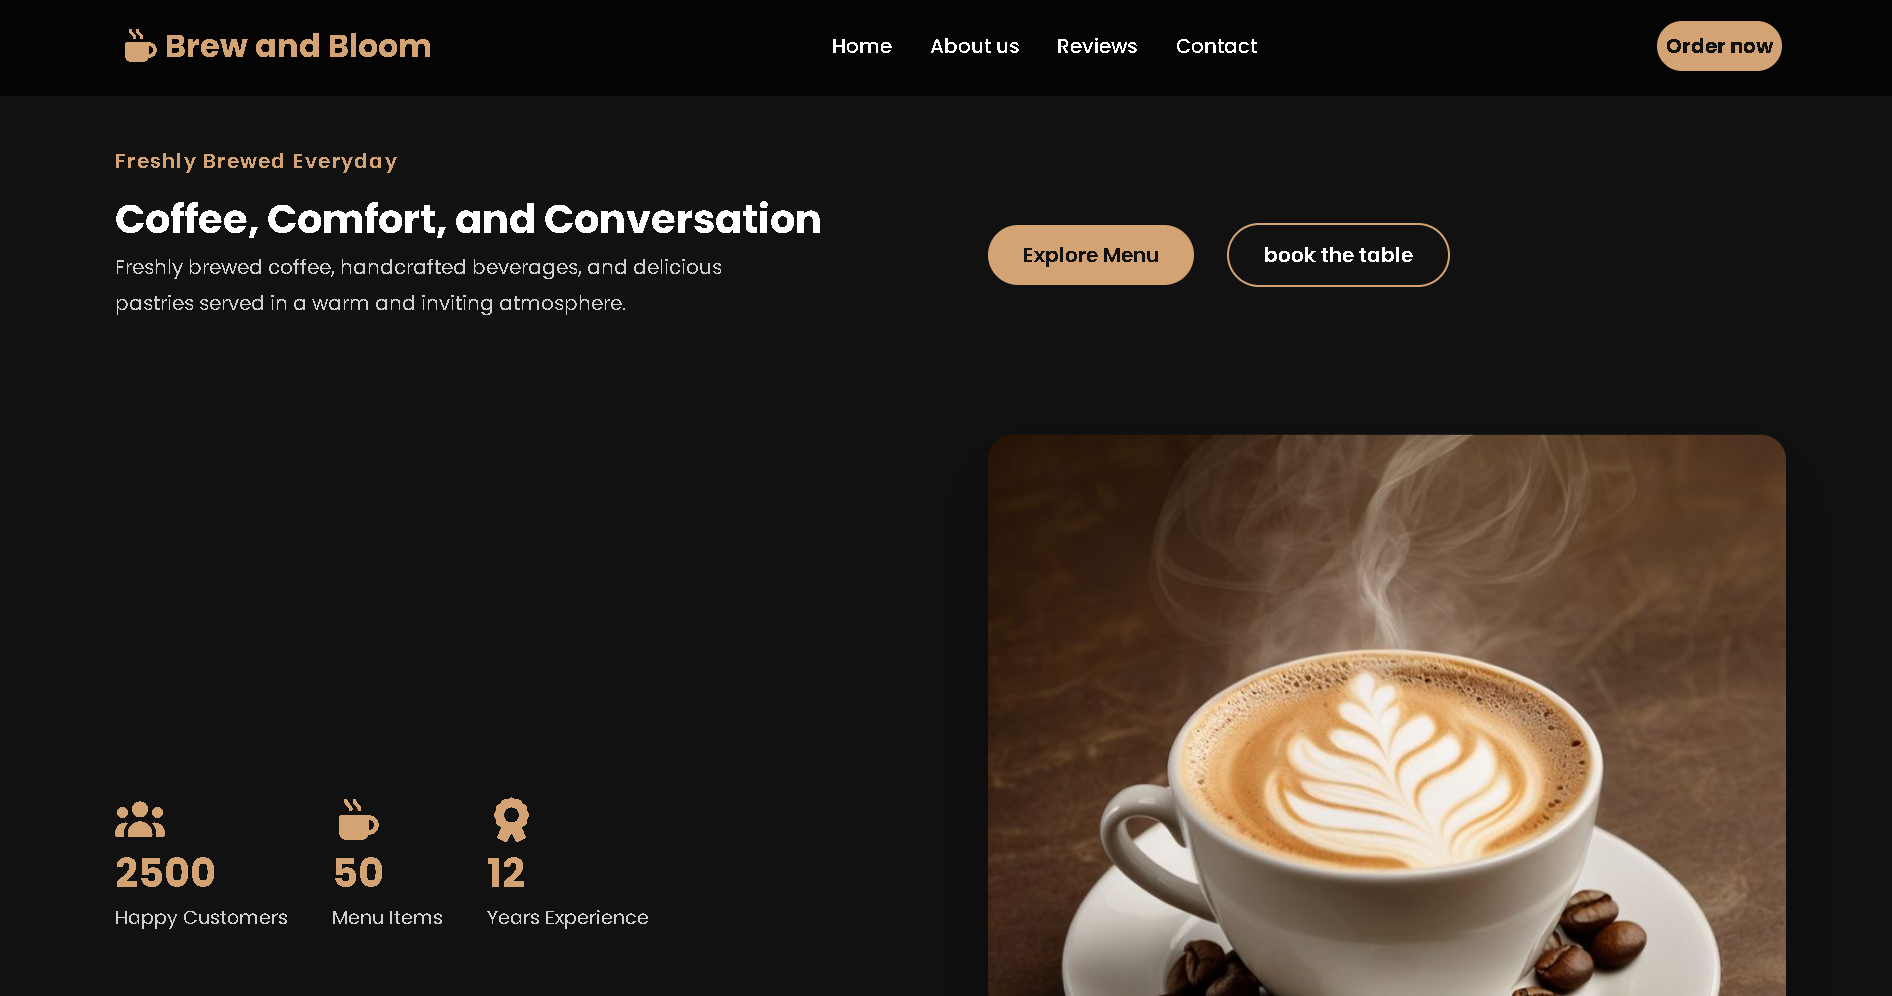 Brew and Bloom
Home
About us
Reviews
Contact
Order now
Freshly Brewed Everyday
Coffee, Comfort, and Conversation
Freshly brewed coffee, handcrafted beverages, and delicious
pastries served in a warm and inviting atmosphere.
Explore Menu
book the table
2500
Happy Customers
50
Menu Items
12
Years Experience